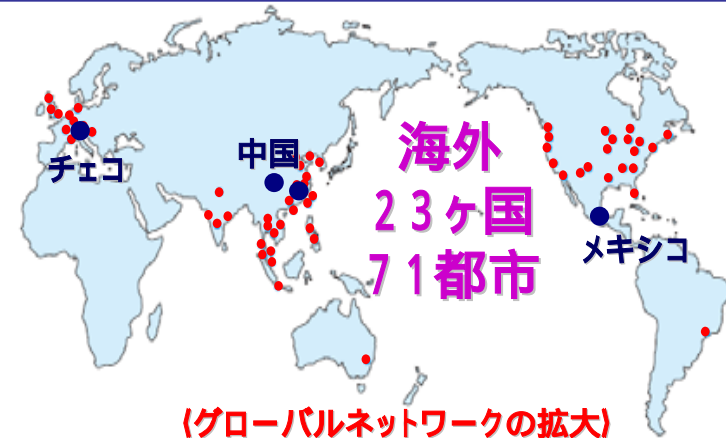 中国
チェコ
海外
２３ヶ国
７１都市
メキシコ
(グローバルネットワークの拡大)